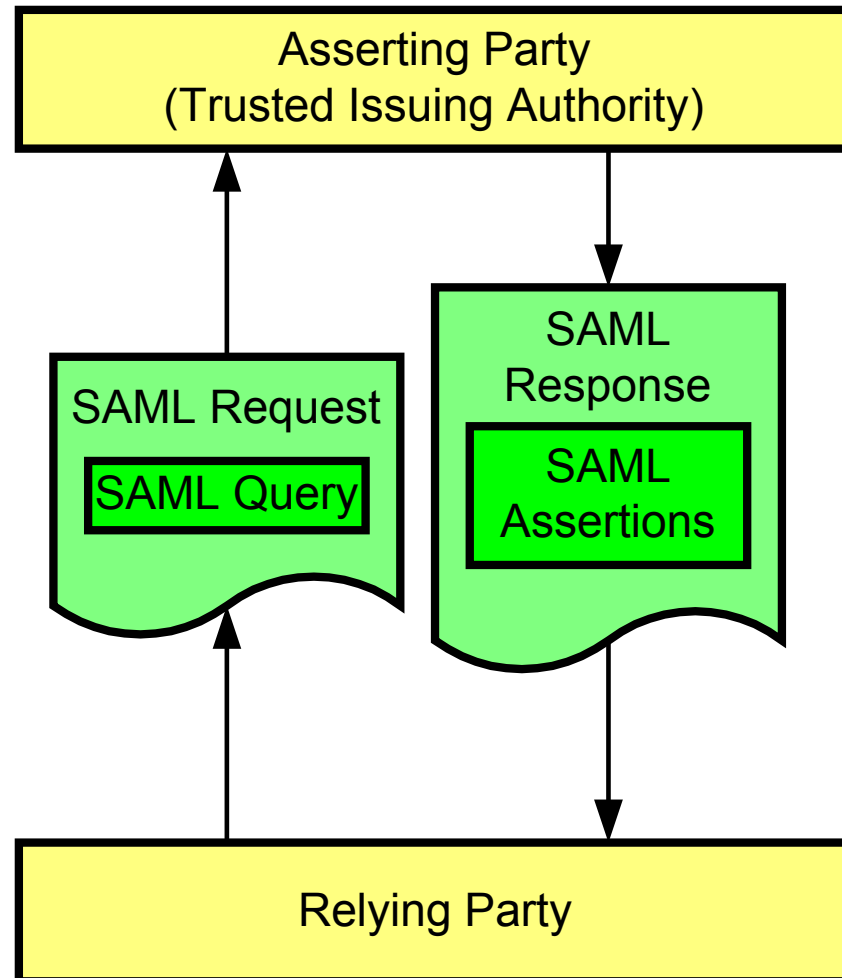 Asserting Party
(Trusted Issuing Authority)
SAML Request
SAML Query
SAML
Response
SAML
Assertions
Relying Party